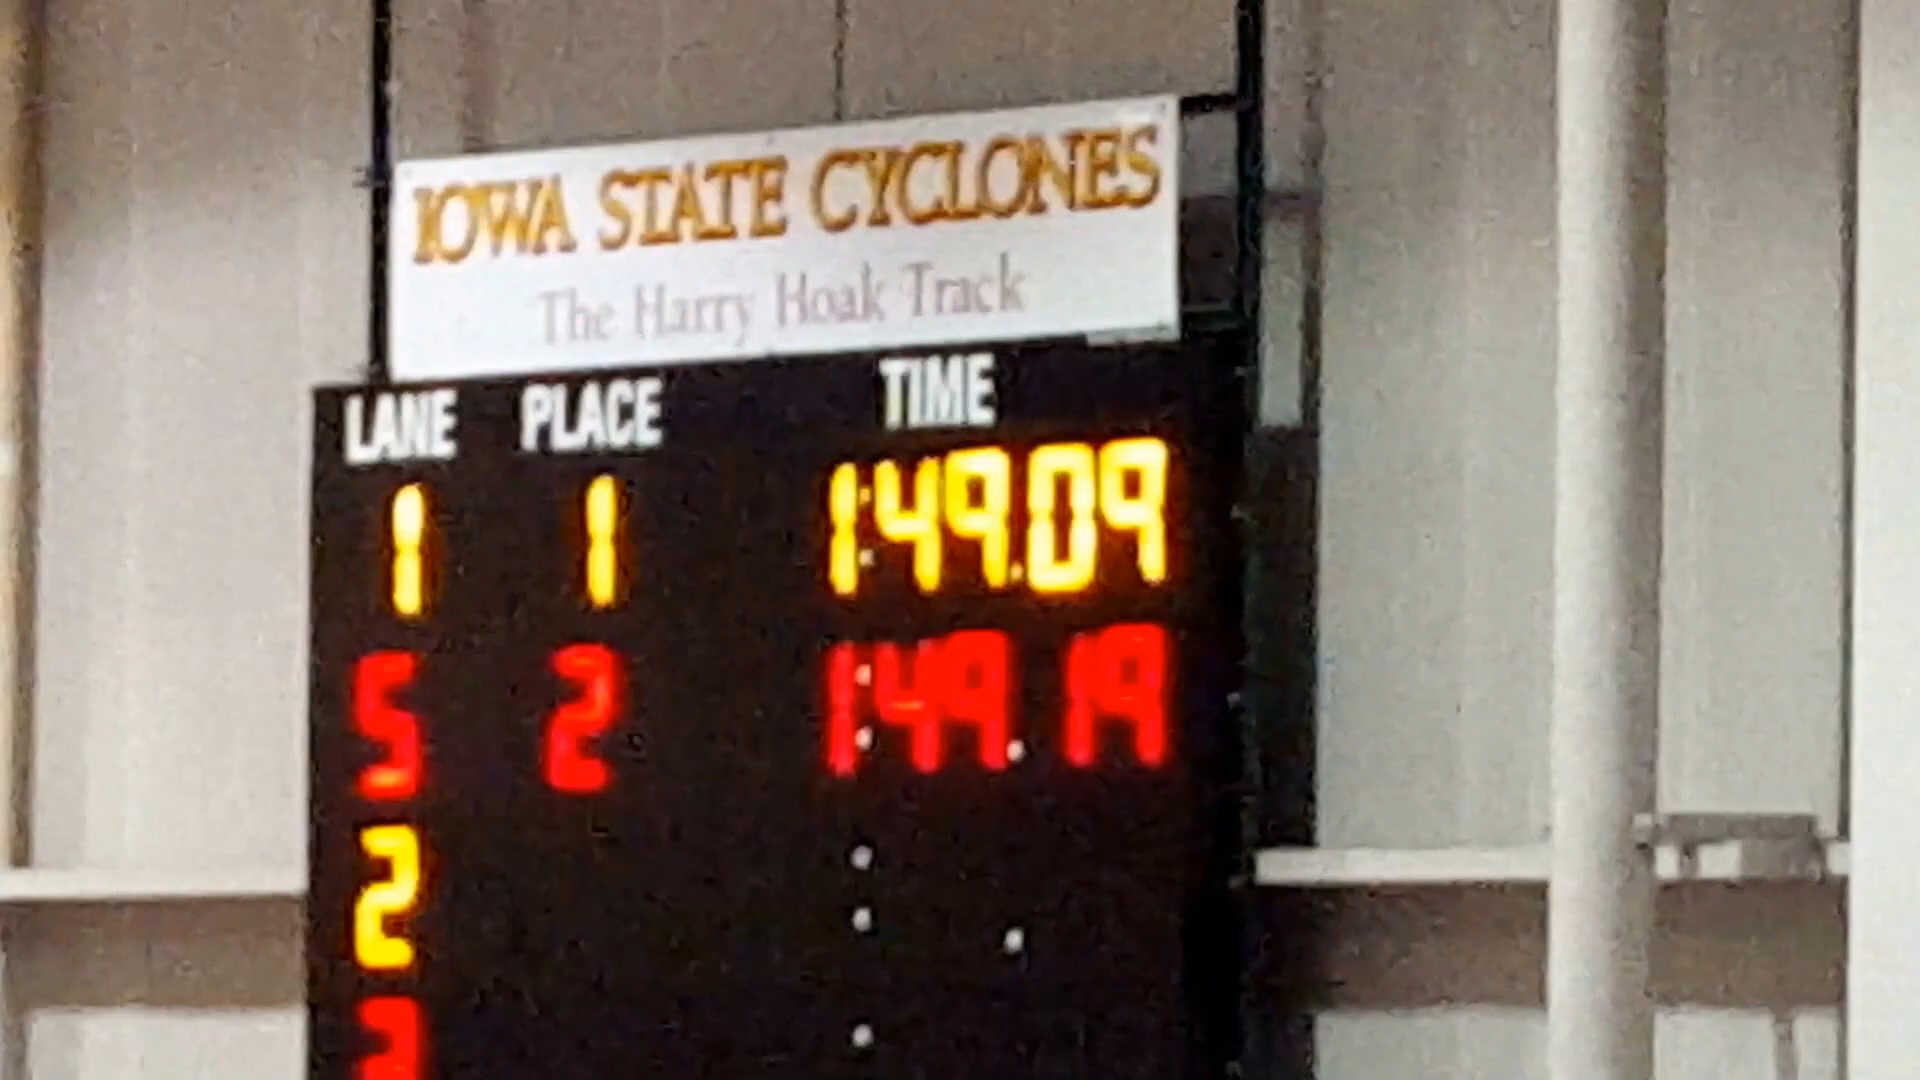 IOWA STATE CYCLONES
The Harry Hoak Track
LANE PLACE TIME
1 1 1:49.09
5 2 1:49.19
2 : .